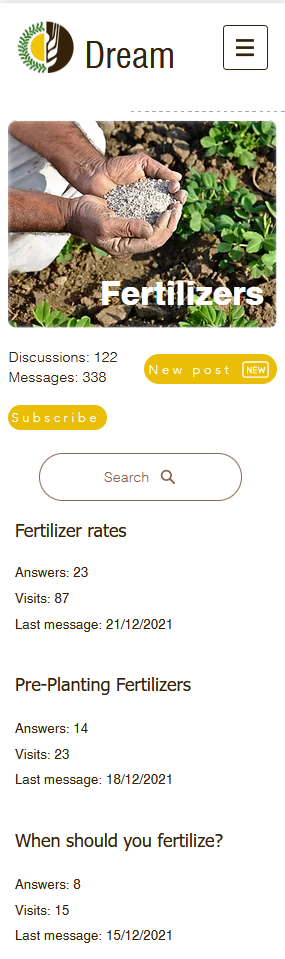 Dream
Fertilizers
Discussions: 122
Messages: 338
New post NEW
Subscribe
Search
Fertilizer rates
Answers: 23
Visits: 87
Last message: 21/12/2021
Pre-Planting Fertilizers
Answers: 14
Visits: 23
Last message: 18/12/2021
When should you fertilize?
Answers: 8
Visits: 15
Last message: 15/12/2021